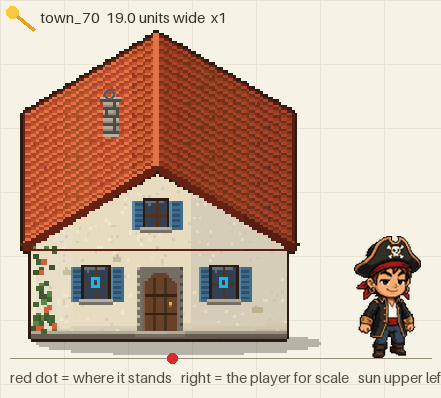 town_70 19.0 units wide x1
red dot = where it stands right = the player for scale sun upper lef